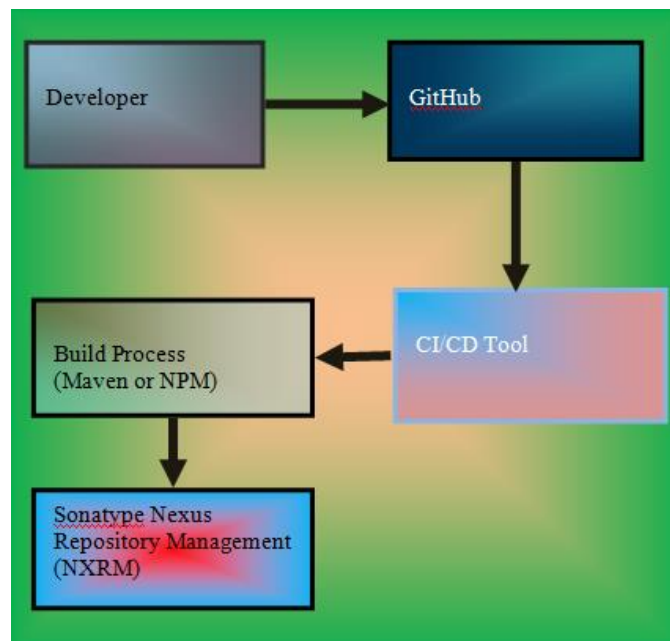 Developer
GitHub
CI/CD Tool
Build Process
(Maven or NPM)
Sonatype Nexus
Repository Management
(NXRM)